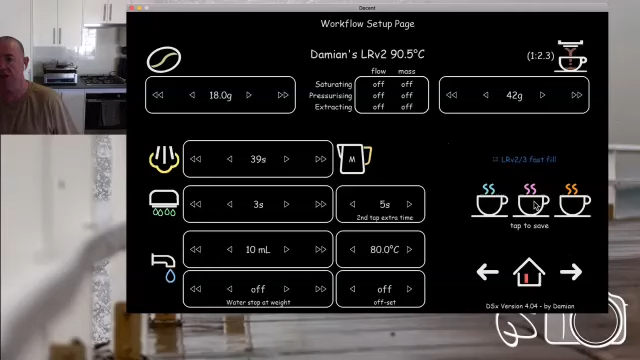 Decent
Workflow Setup Page
Damian's LRv2 90.5°C
(1:2.3)
flow mass
Saturating off off
Pressurising off off
Extracting off off
18.0g
42g
39s
M
LRv2/3 fast fill
3s
5s
2nd tap extra time
tap to save
10 mL
80.0°C
off
Water stop at weight
off
off-set
DSx Version 4.04 - by Damian